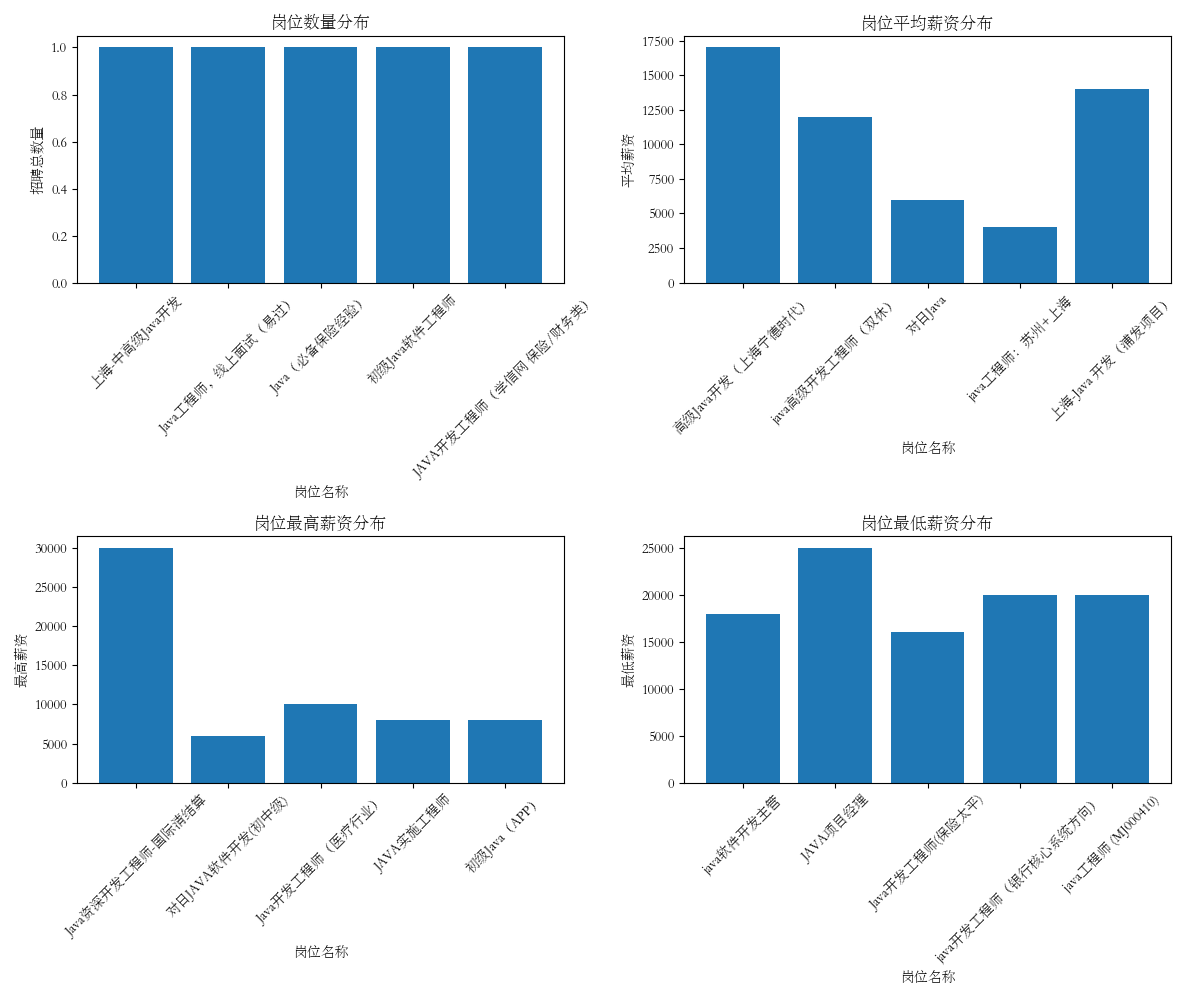 岗位数量分布
招聘总数量
1.0
0.8
0.6
0.4
0.2
0.0
上海-中高级Java开发
Java工程师，线上面试（易过）
Java（必备保险经验）
初级Java软件工程师
JAVA开发工程师（学信网 保险/财务类）
岗位名称
岗位平均薪资分布
平均薪资
17500
15000
12500
10000
7500
5000
2500
0
高级Java开发（上海宁德时代）
java高级开发工程师（双休）
对日Java
java工程师：苏州+上海
上海-Java 开发（浦发项目）
岗位名称
岗位最高薪资分布
最高薪资
30000
25000
20000
15000
10000
5000
0
Java资深开发工程师-国际清结算
对日JAVA软件开发(初中级)
Java开发工程师（医疗行业）
JAVA实施工程师
初级Java（APP）
岗位名称
岗位最低薪资分布
最低薪资
25000
20000
15000
10000
5000
0
java软件开发主管
JAVA项目经理
Java开发工程师(保险太平)
java开发工程师（银行核心系统方向）
java工程师 (MJ000410)
岗位名称